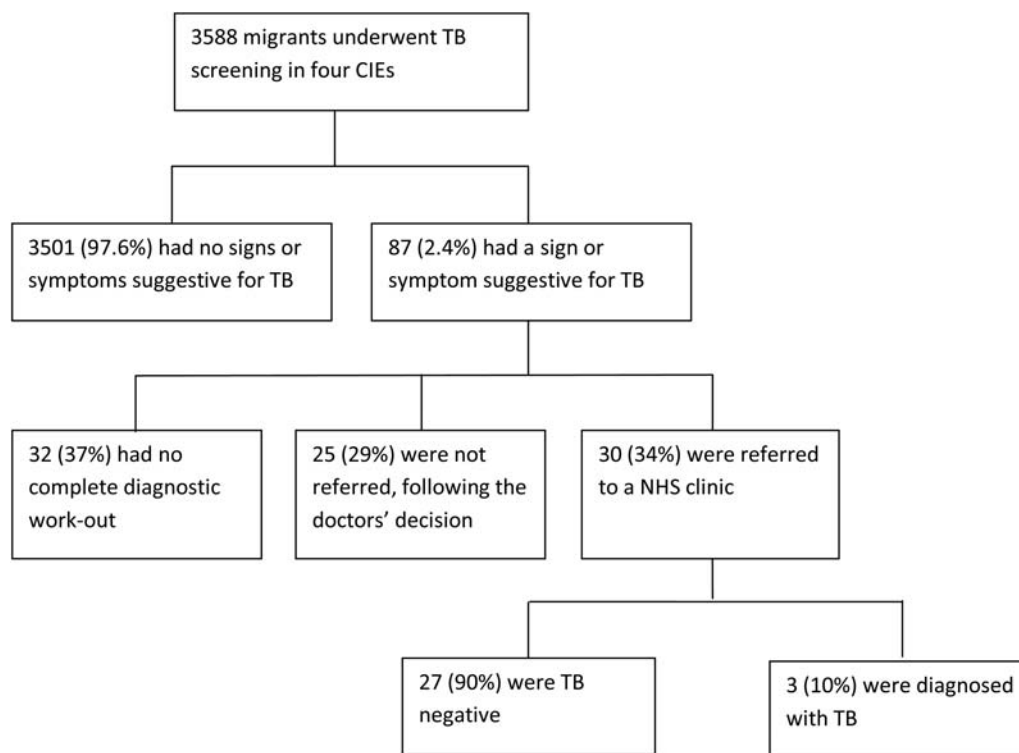 3588 migrants underwent TB
screening in four CIEs
3501 (97.6%) had no signs or
symptoms suggestive for TB
87 (2.4%) had a sign or
symptom suggestive for TB
32 (37%) had no
complete diagnostic
work-out
25 (29%) were not
referred, following the
doctors’ decision
30 (34%) were referred
to a NHS clinic
27 (90%) were TB
negative
3 (10%) were diagnosed
with TB